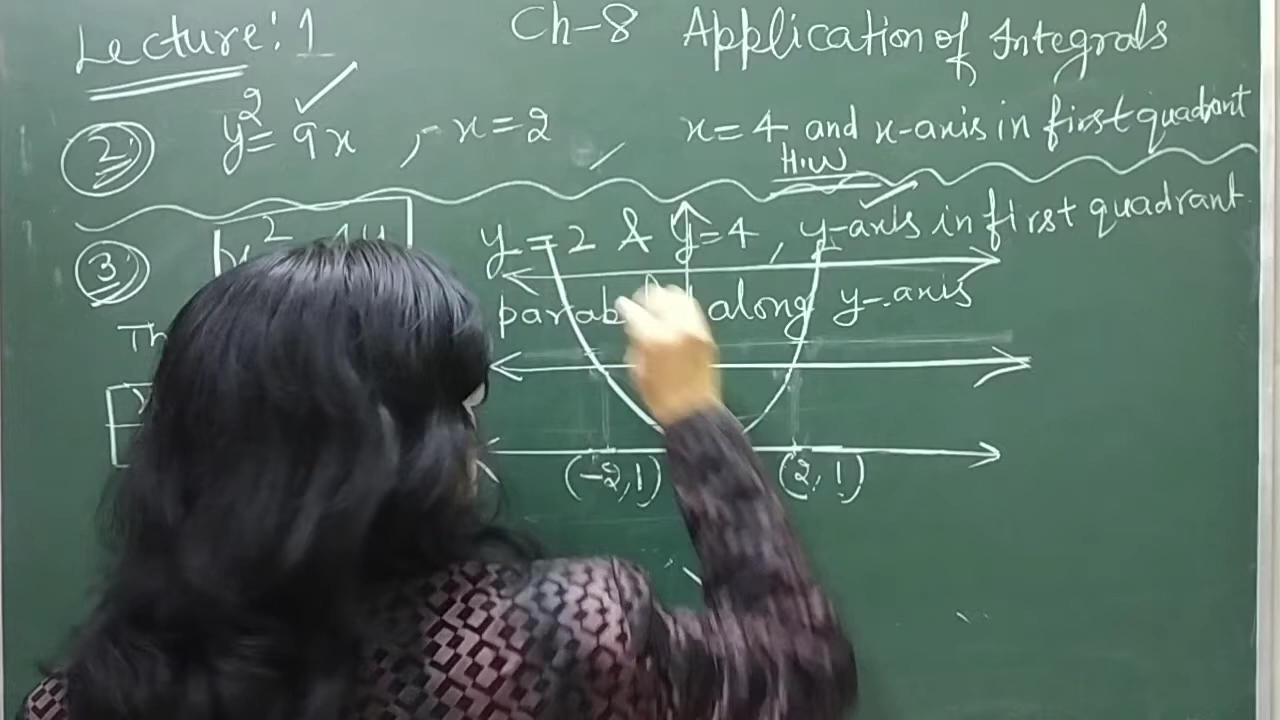 Lecture: 1 Ch-8 Application of Integrals
② y² = 9x , x=2 x=4 and x-axis in first quadrant
H.W
③ y=2 & y=4, y-axis in first quadrant
Th parab along y-axis
(-2,1) (2,1)